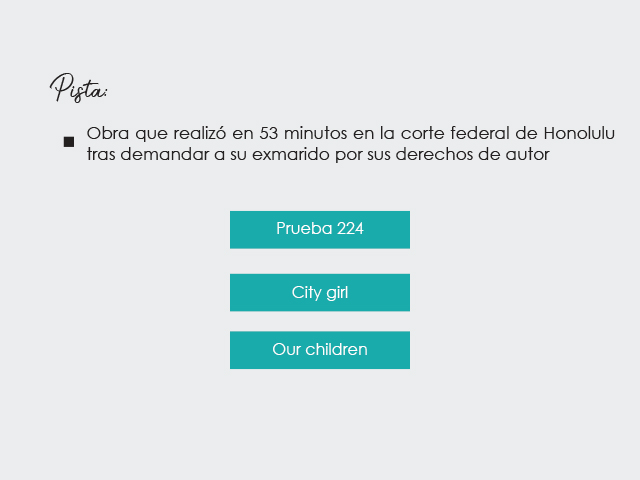 Pista:
Obra que realizó en 53 minutos en la corte federal de Honolulu
tras demandar a su exmarido por sus derechos de autor
Prueba 224
City girl
Our children